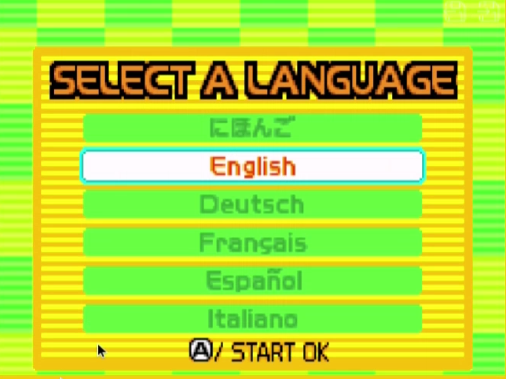 SELECT A LANGUAGE
にほんご
English
Deutsch
Français
Español
Italiano
A/ START OK